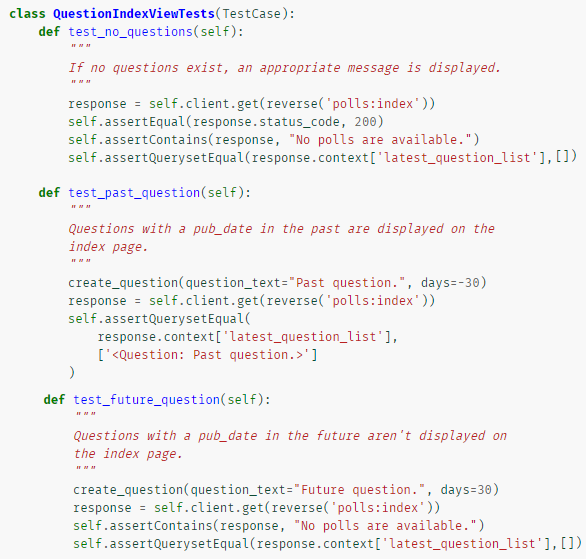 class QuestionIndexViewTests(TestCase):
    def test_no_questions(self):
        """
        If no questions exist, an appropriate message is displayed.
        """
        response = self.client.get(reverse('polls:index'))
        self.assertEqual(response.status_code, 200)
        self.assertContains(response, "No polls are available.")
        self.assertQuerysetEqual(response.context['latest_question_list'],[])

    def test_past_question(self):
        """
        Questions with a pub_date in the past are displayed on the
        index page.
        """
        create_question(question_text="Past question.", days=-30)
        response = self.client.get(reverse('polls:index'))
        self.assertQuerysetEqual(
            response.context['latest_question_list'],
            ['<Question: Past question.>']
        )

    def test_future_question(self):
        """
        Questions with a pub_date in the future aren't displayed on
        the index page.
        """
        create_question(question_text="Future question.", days=30)
        response = self.client.get(reverse('polls:index'))
        self.assertContains(response, "No polls are available.")
        self.assertQuerysetEqual(response.context['latest_question_list'],[])